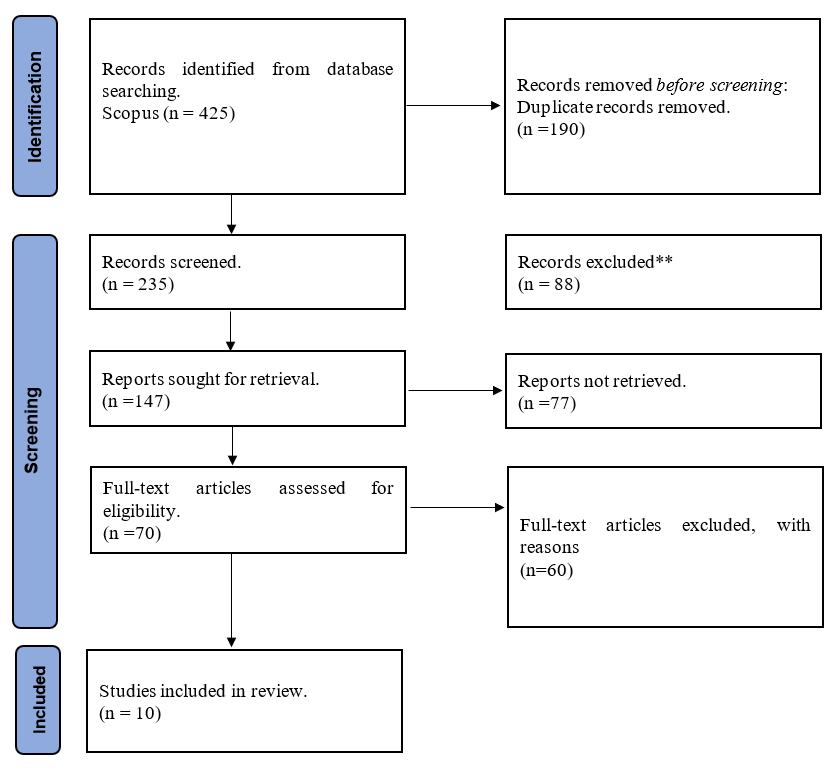 Identification
Records identified from database
searching.
Scopus (n = 425)
Records removed before screening:
Duplicate records removed.
(n =190)
Screening
Records screened.
(n = 235)
Records excluded**
(n = 88)
Reports sought for retrieval.
(n =147)
Reports not retrieved.
(n =77)
Full-text articles assessed for
eligibility.
(n =70)
Full-text articles excluded, with
reasons
(n=60)
Included
Studies included in review.
(n = 10)